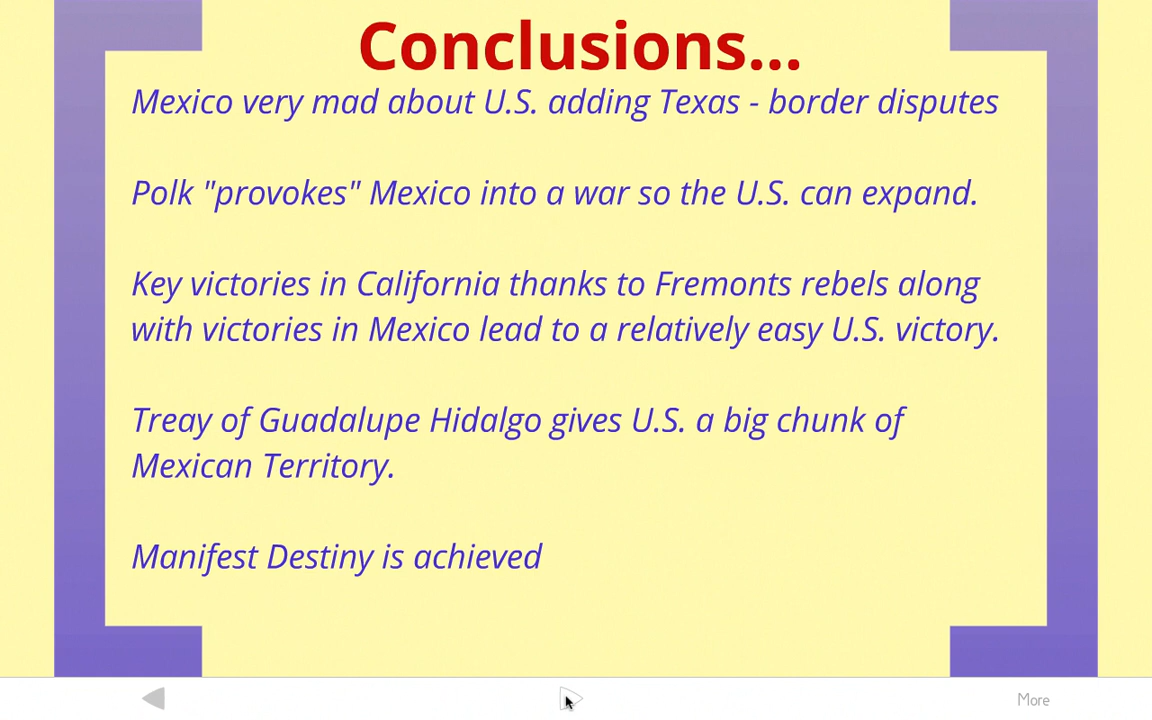 Conclusions...
Mexico very mad about U.S. adding Texas - border disputes
Polk "provokes" Mexico into a war so the U.S. can expand.
Key victories in California thanks to Fremonts rebels along
with victories in Mexico lead to a relatively easy U.S. victory.
Treay of Guadalupe Hidalgo gives U.S. a big chunk of
Mexican Territory.
Manifest Destiny is achieved
More